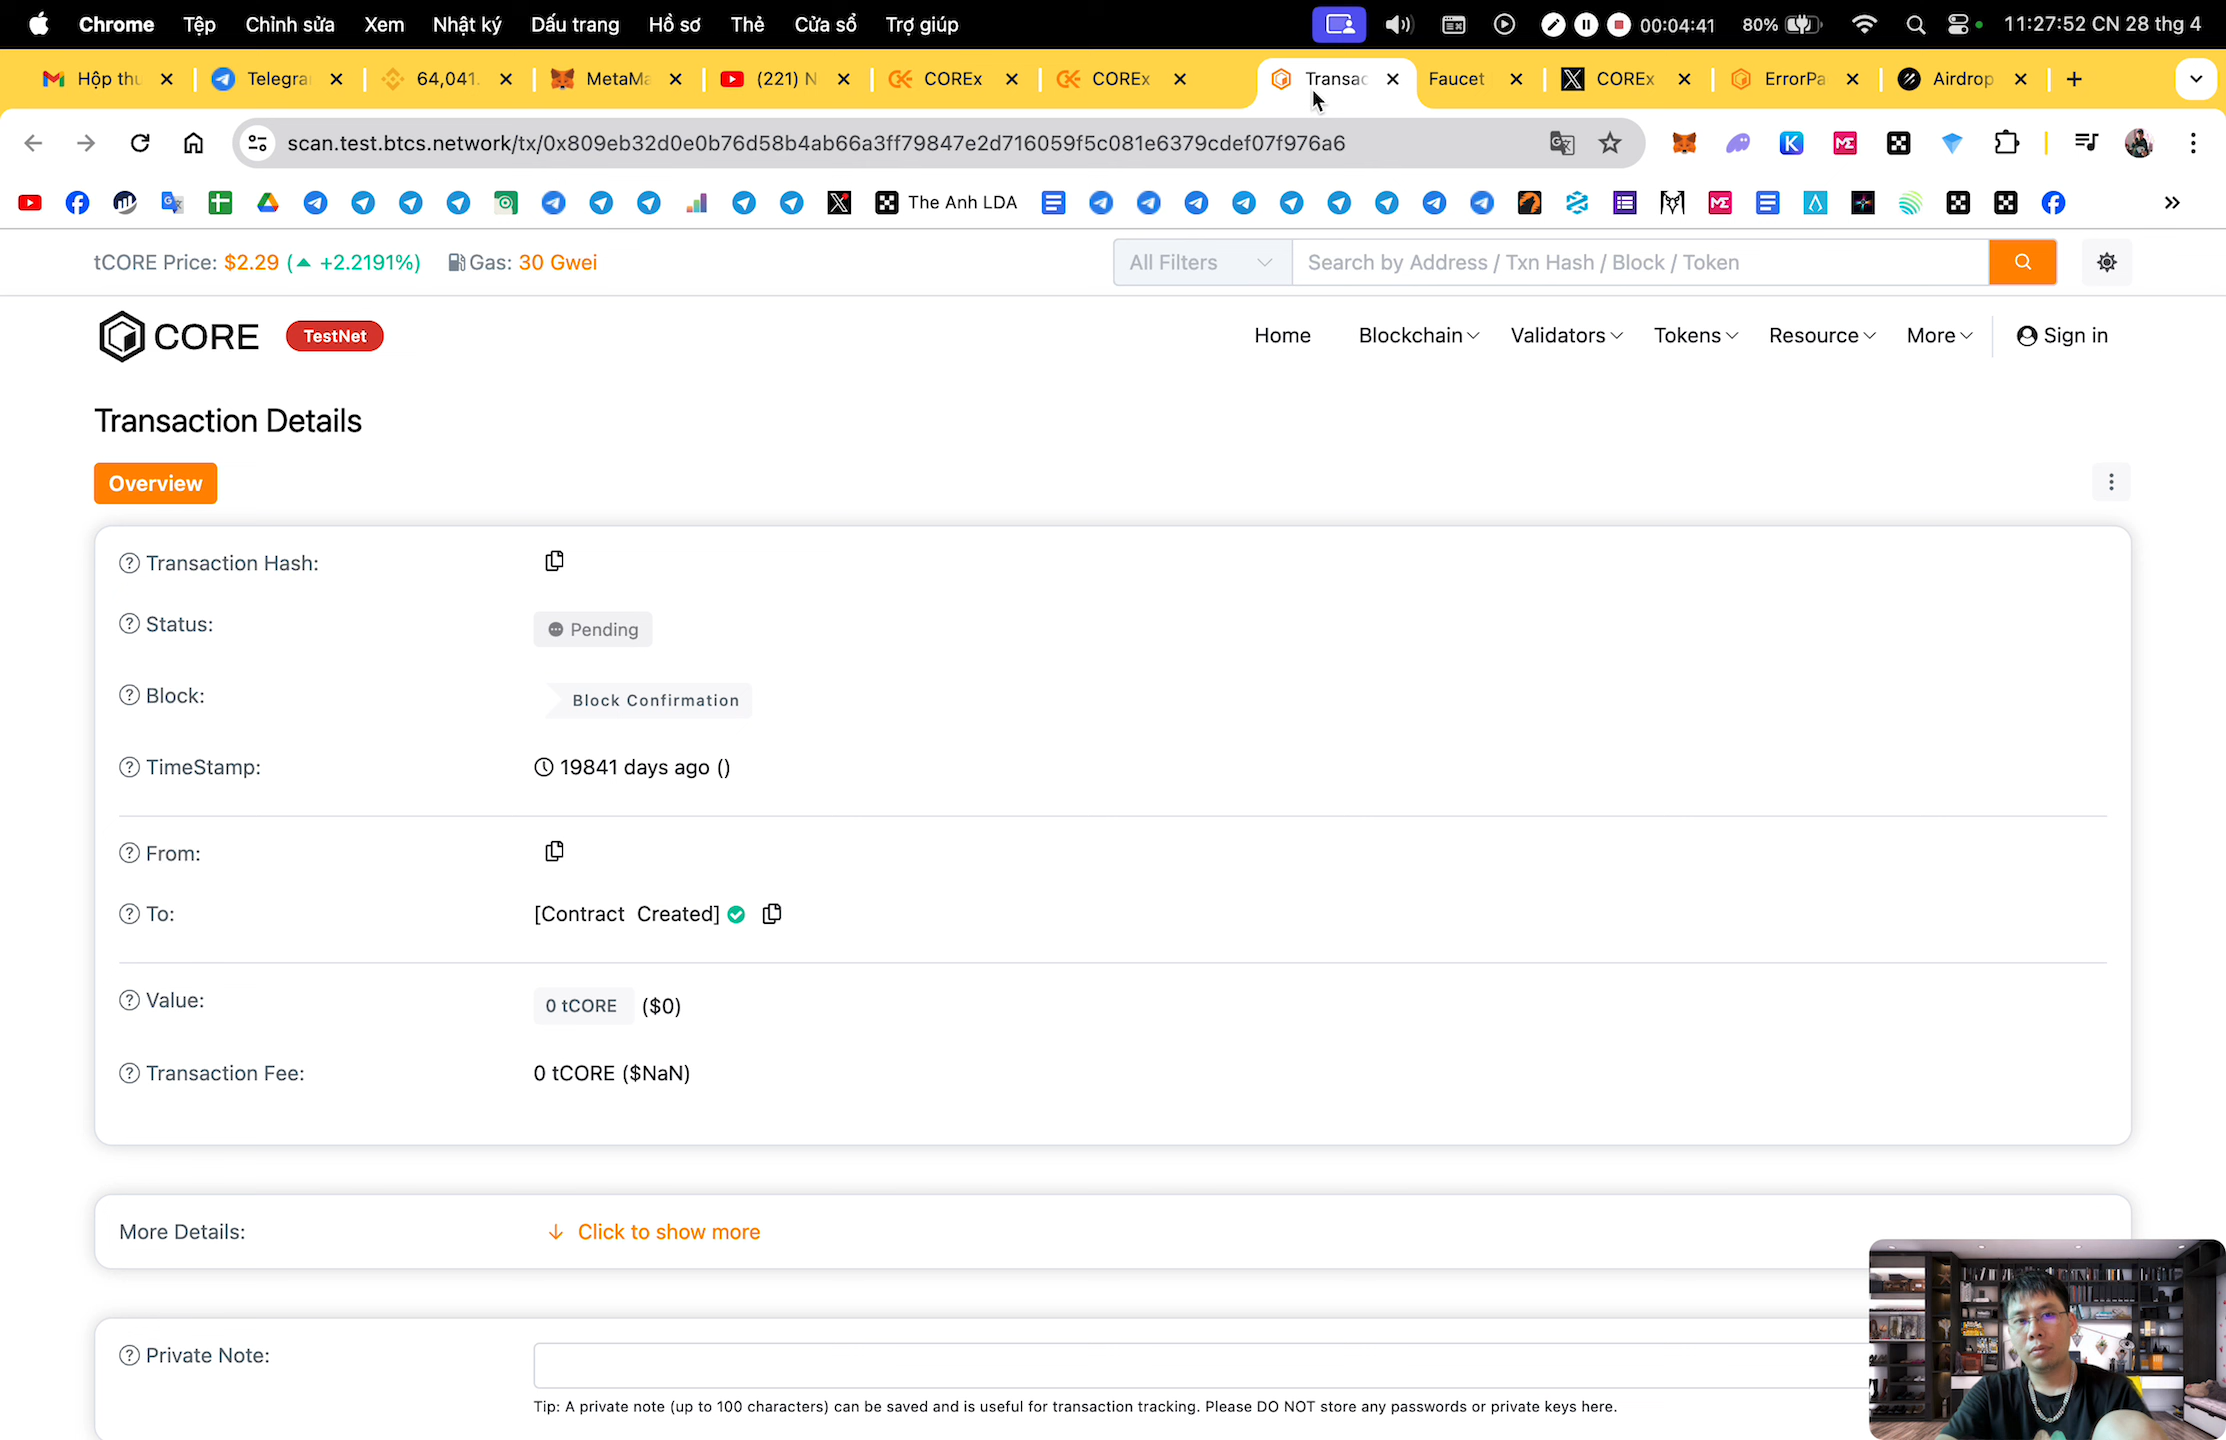 Chrome Tệp Chỉnh sửa Xem Nhật ký Dấu trang Hồ sơ Thẻ Cửa sổ Trợ giúp 00:04:41 80% 11:27:52 CN 28 thg 4
Hộp thu Telegra 64,041. MetaMa (221) N COREx COREx Transac Faucet COREx ErrorPa Airdrop
scan.test.btcs.network/tx/0x809eb32d0e0b76d58b4ab66a3ff79847e2d716059f5c081e6379cdef07f976a6
The Anh LDA
tCORE Price: $2.29 (+2.2191%) Gas: 30 Gwei All Filters Search by Address / Txn Hash / Block / Token
CORE TestNet Home Blockchain Validators Tokens Resource More Sign in
Transaction Details
Overview
Transaction Hash:
Status: Pending
Block: Block Confirmation
TimeStamp: 19841 days ago ()
From:
To: [Contract Created]
Value: 0 tCORE ($0)
Transaction Fee: 0 tCORE ($NaN)
More Details: Click to show more
Private Note:
Tip: A private note (up to 100 characters) can be saved and is useful for transaction tracking. Please DO NOT store any passwords or private keys here.